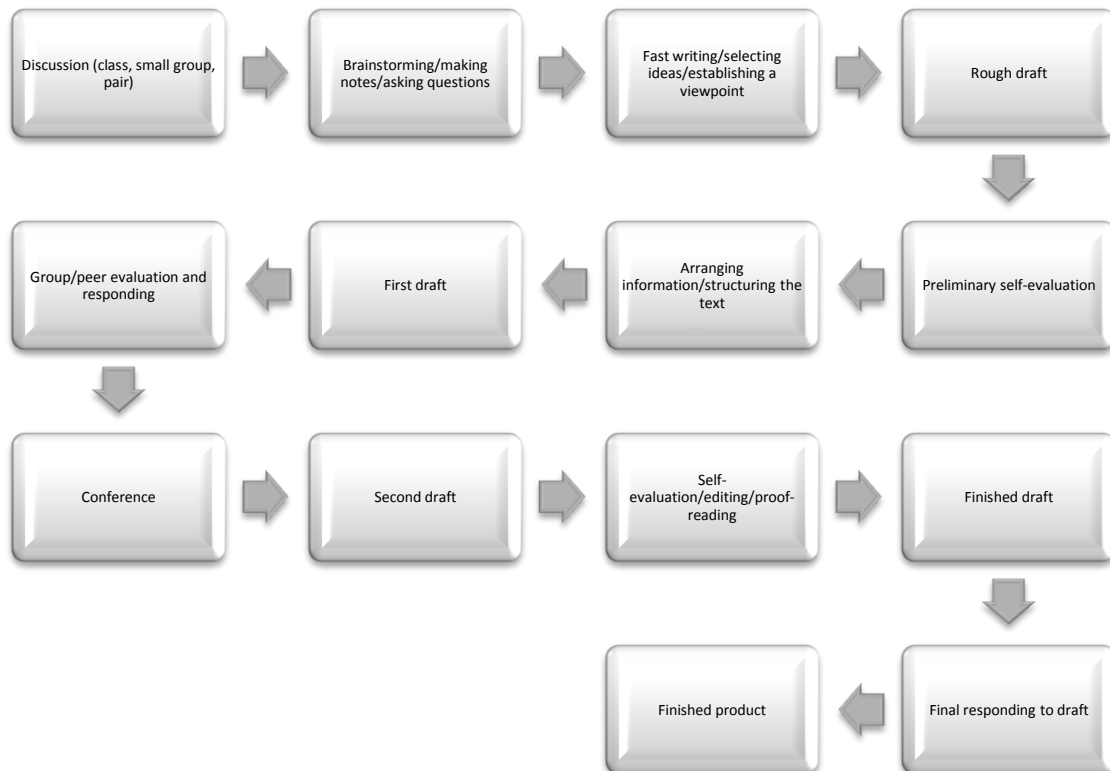 Discussion (class, small group,
pair)
Brainstorming/making
notes/asking questions
Fast writing/selecting
ideas/establishing a
viewpoint
Rough draft
Preliminary self-evaluation
Arranging
information/structuring the
text
First draft
Group/peer evaluation and
responding
Conference
Second draft
Self-
evaluation/editing/proof-
reading
Finished draft
Final responding to draft
Finished product